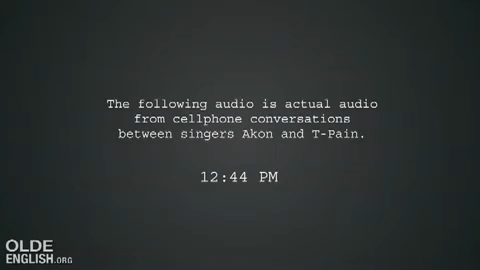 The following audio is actual audio
from cellphone conversations
between singers Akon and T-Pain.
12:44 PM
OLDE
ENGLISH.ORG